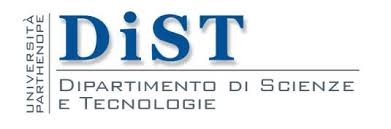 UNIVERSITÀ
PARTHENOPE
DiST
DIPARTIMENTO DI SCIENZE
E TECNOLOGIE